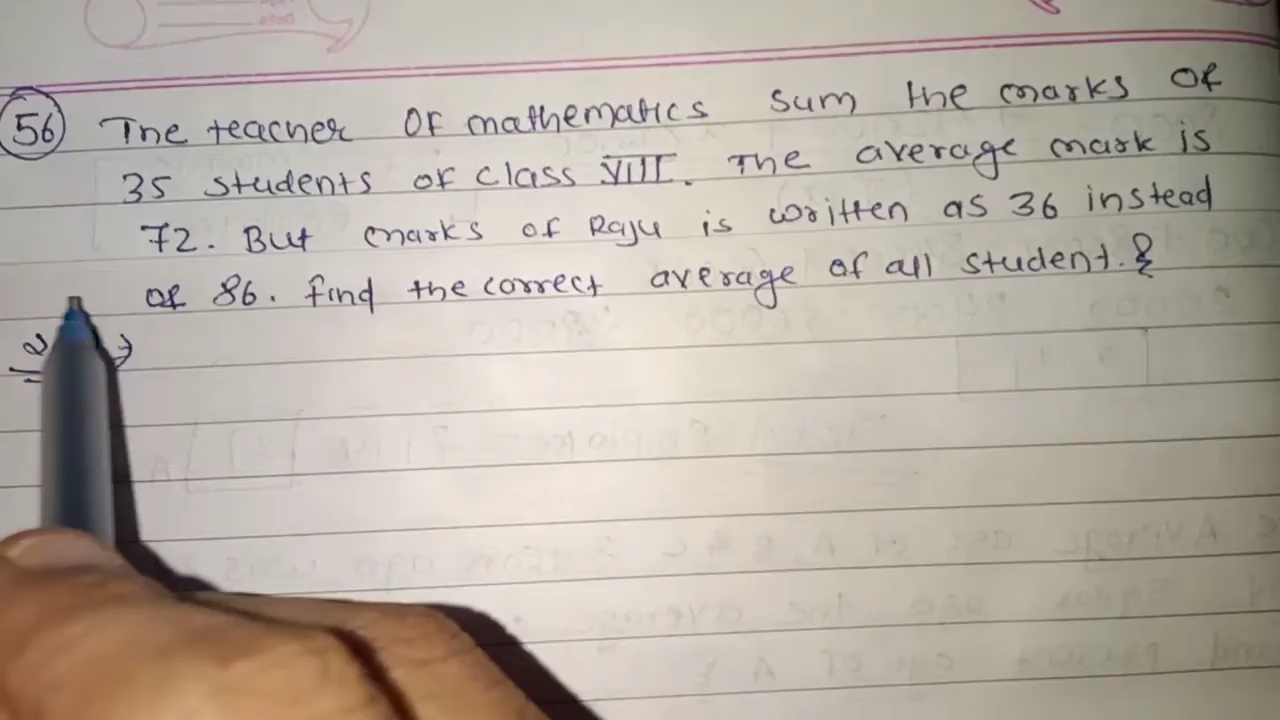 56 The teacher of mathematics sum the marks of
35 students of class VIII. The average mark is
72. But marks of Raju is written as 36 instead
of 86. find the correct average of all student.?